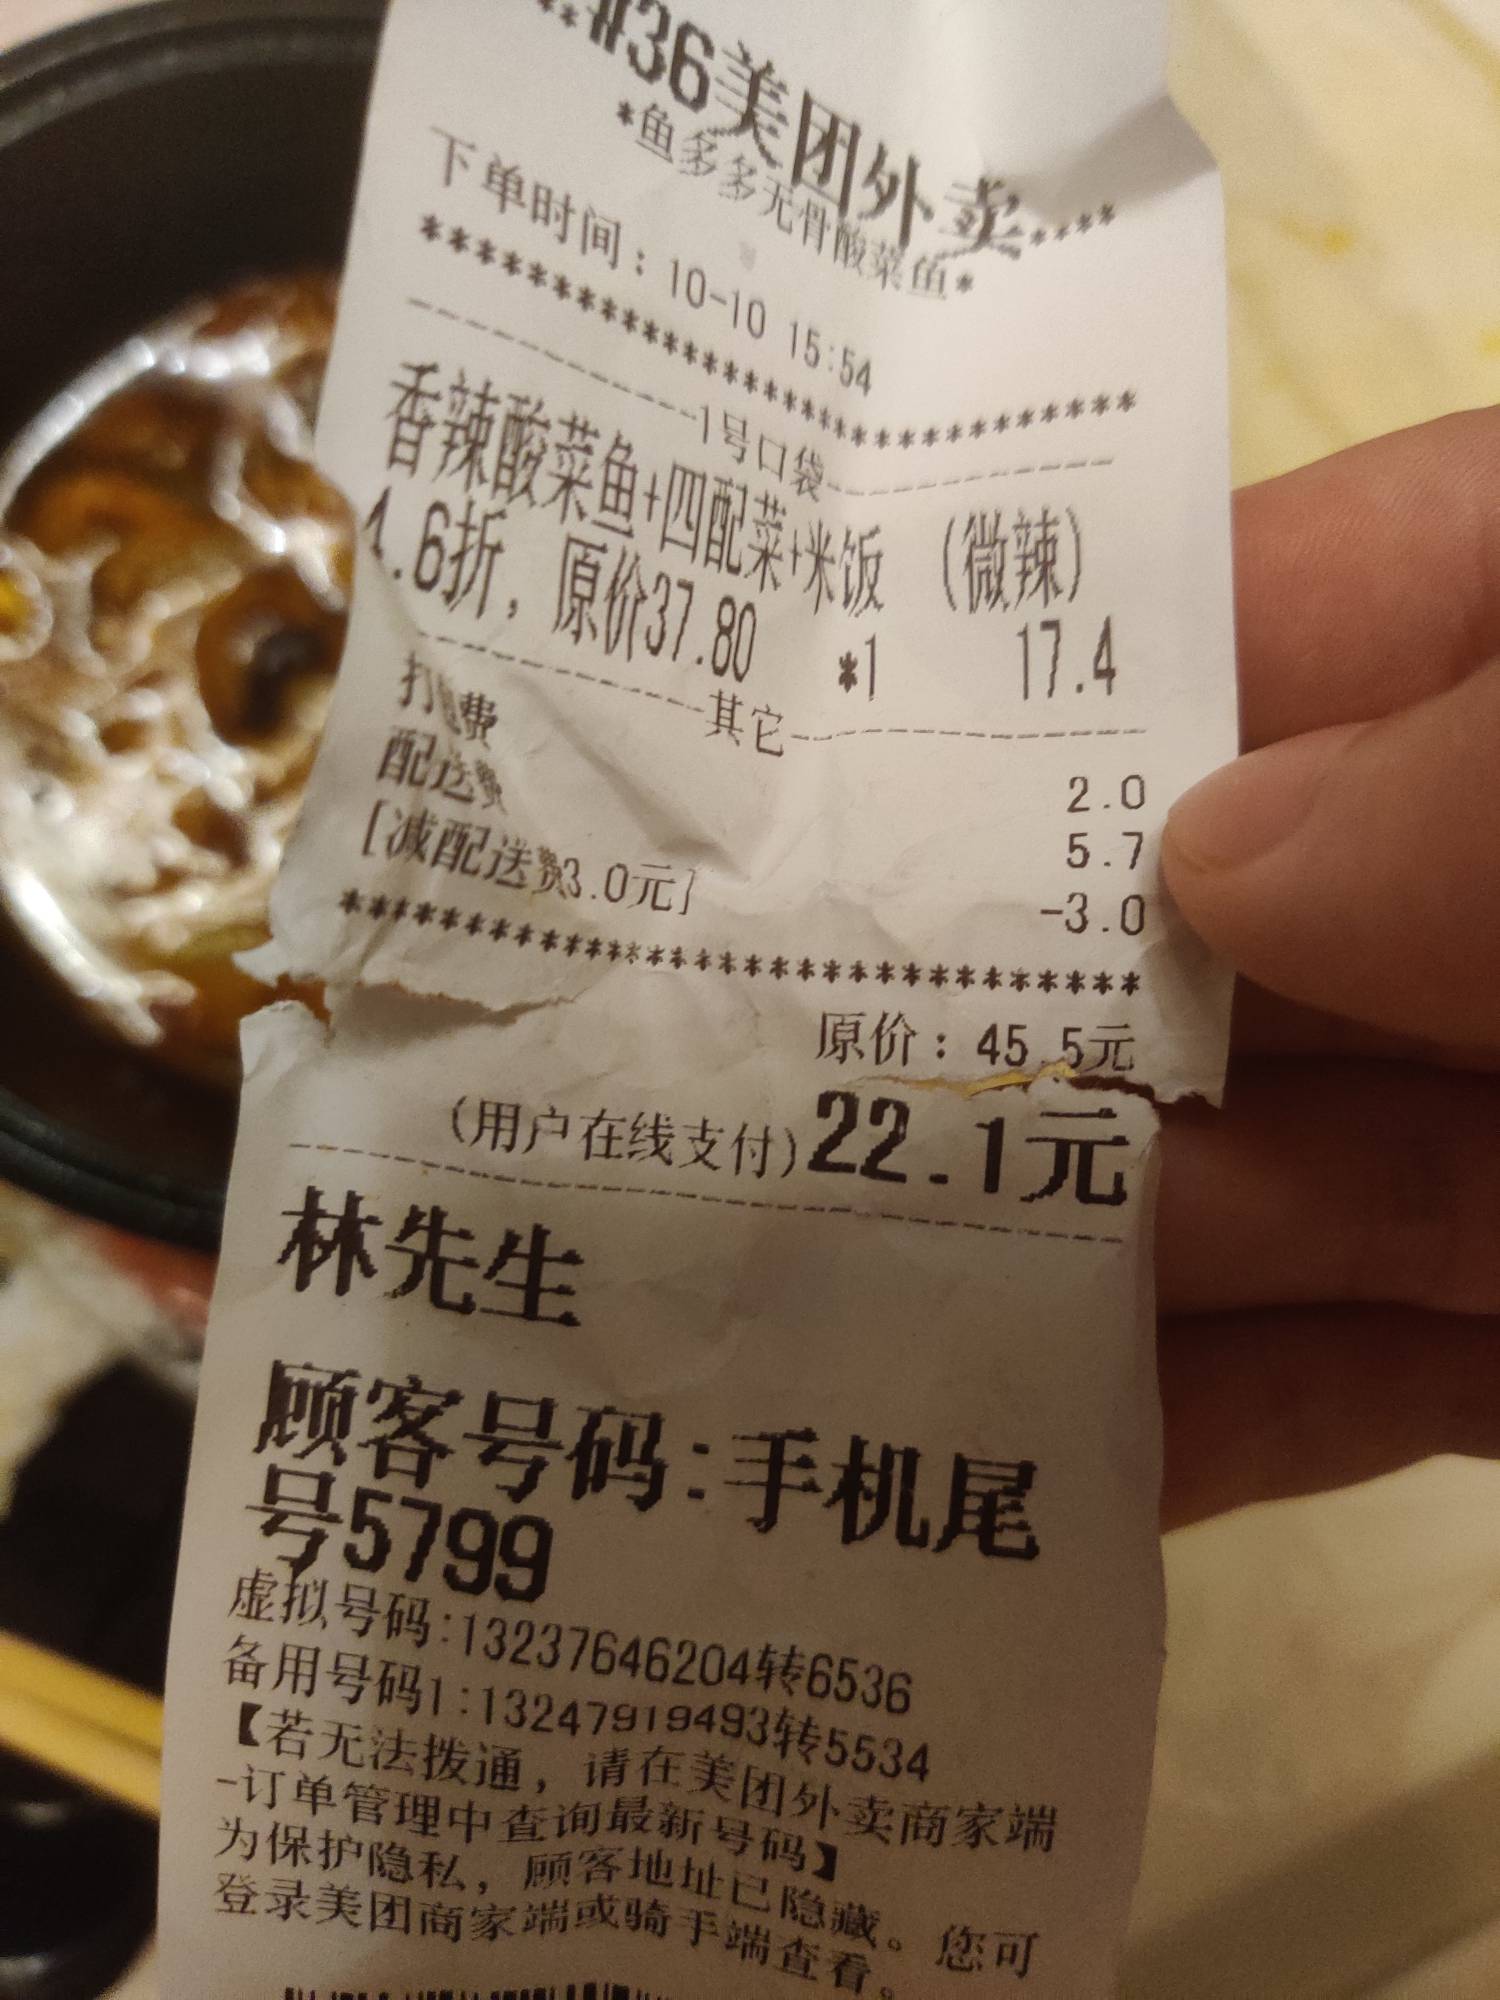 **#36美团外卖****
*鱼多多无骨酸菜鱼*
下单时间：10-10 15:54
********************************
-----------1号口袋-----------
香辣酸菜鱼+四配菜+米饭 （微辣）
1.6折，原价37.80 *1 17.4
-----------其它-----------
打包费 2.0
配送费 5.7
[减配送费3.0元] -3.0
********************************
原价：45.5元
(用户在线支付)22.1元
林先生
顾客号码:手机尾
号5799
虚拟号码:13237646204转6536
备用号码1:13247919493转5534
【若无法拨通，请在美团外卖商家端
-订单管理中查询最新号码】
为保护隐私，顾客地址已隐藏。您可
登录美团商家端或骑手端查看。